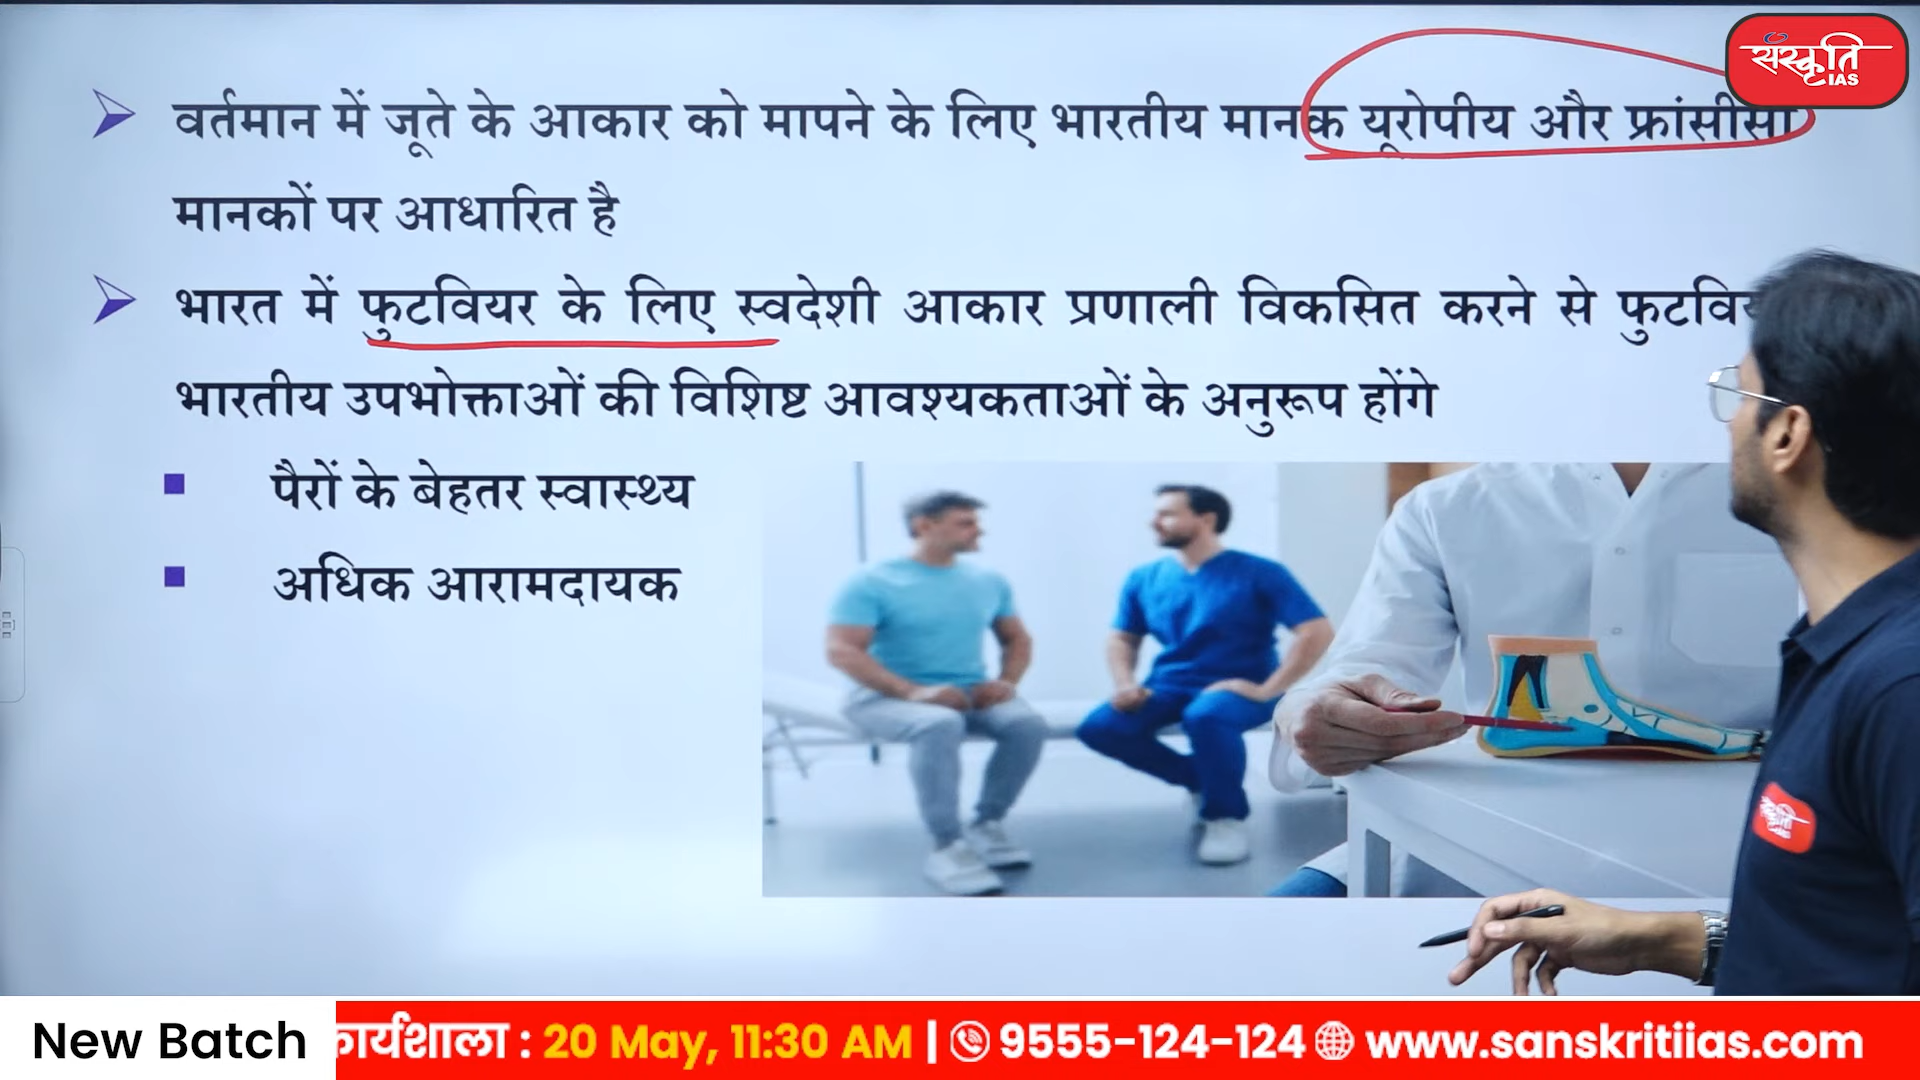 संस्कृति
IAS
वर्तमान में जूते के आकार को मापने के लिए भारतीय मानक यूरोपीय और फ्रांसीसी
मानकों पर आधारित है
भारत में फुटवियर के लिए स्वदेशी आकार प्रणाली विकसित करने से
भारतीय उपभोक्ताओं की विशिष्ट आवश्यकताओं के अनुरूप होंगे
पैरों के बेहतर स्वास्थ्य
अधिक आरामदायक
संस्कृति
New Batch
कार्यशाला : 20 May, 11:30 AM | 9555-124-124 www.sanskritiias.com